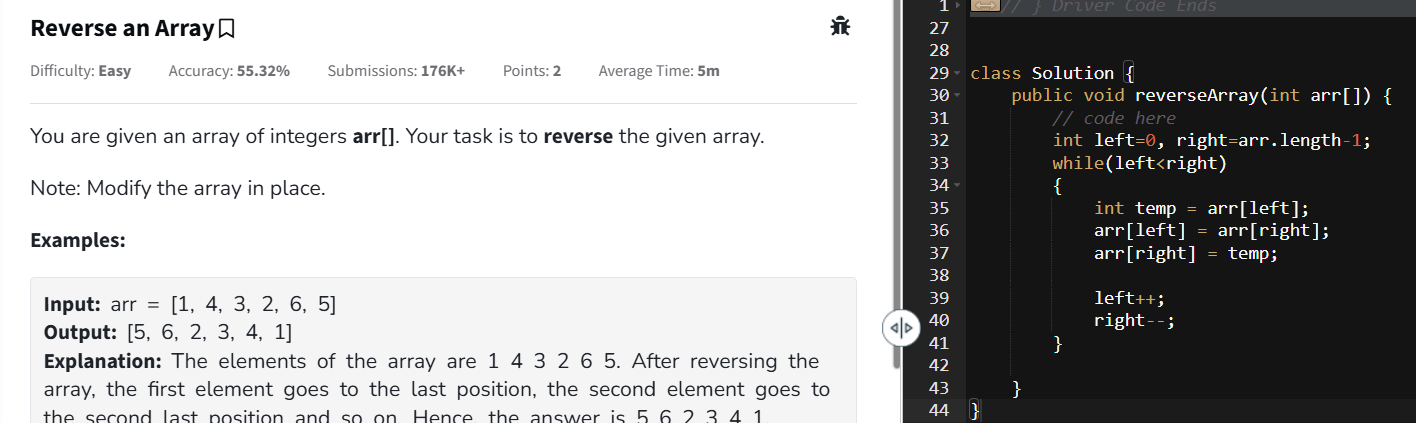 Reverse an Array
Difficulty: Easy Accuracy: 55.32% Submissions: 176K+ Points: 2 Average Time: 5m
You are given an array of integers arr[]. Your task is to reverse the given array.
Note: Modify the array in place.
Examples:
Input: arr = [1, 4, 3, 2, 6, 5]
Output: [5, 6, 2, 3, 4, 1]
Explanation: The elements of the array are 1 4 3 2 6 5. After reversing the
array, the first element goes to the last position, the second element goes to
the second last position and so on. Hence, the answer is 5 6 2 3 4 1.
1 // } Driver Code Ends
27
28
29 class Solution {
30 public void reverseArray(int arr[]) {
31 // code here
32 int left=0, right=arr.length-1;
33 while(left<right)
34 {
35 int temp = arr[left];
36 arr[left] = arr[right];
37 arr[right] = temp;
38
39 left++;
40 right--;
41 }
42
43 }
44 }